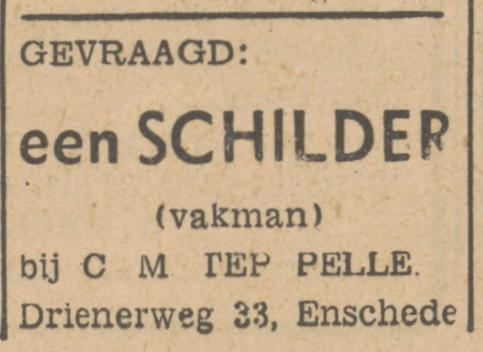 GEVRAAGD:
een SCHILDER
(vakman)
bij C M TER PELLE.
Drienerweg 33, Enschede